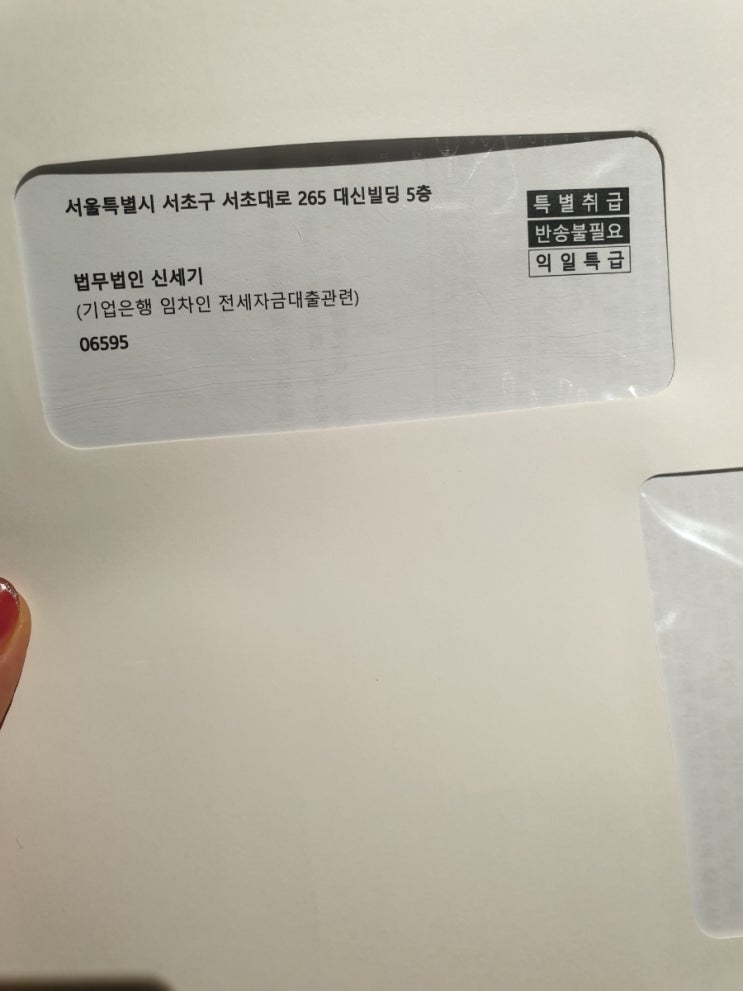 서울특별시 서초구 서초대로 265 대신빌딩 5층
특별취급
반송불필요
익일특급
법무법인 신세기
(기업은행 임차인 전세자금대출관련)
06595